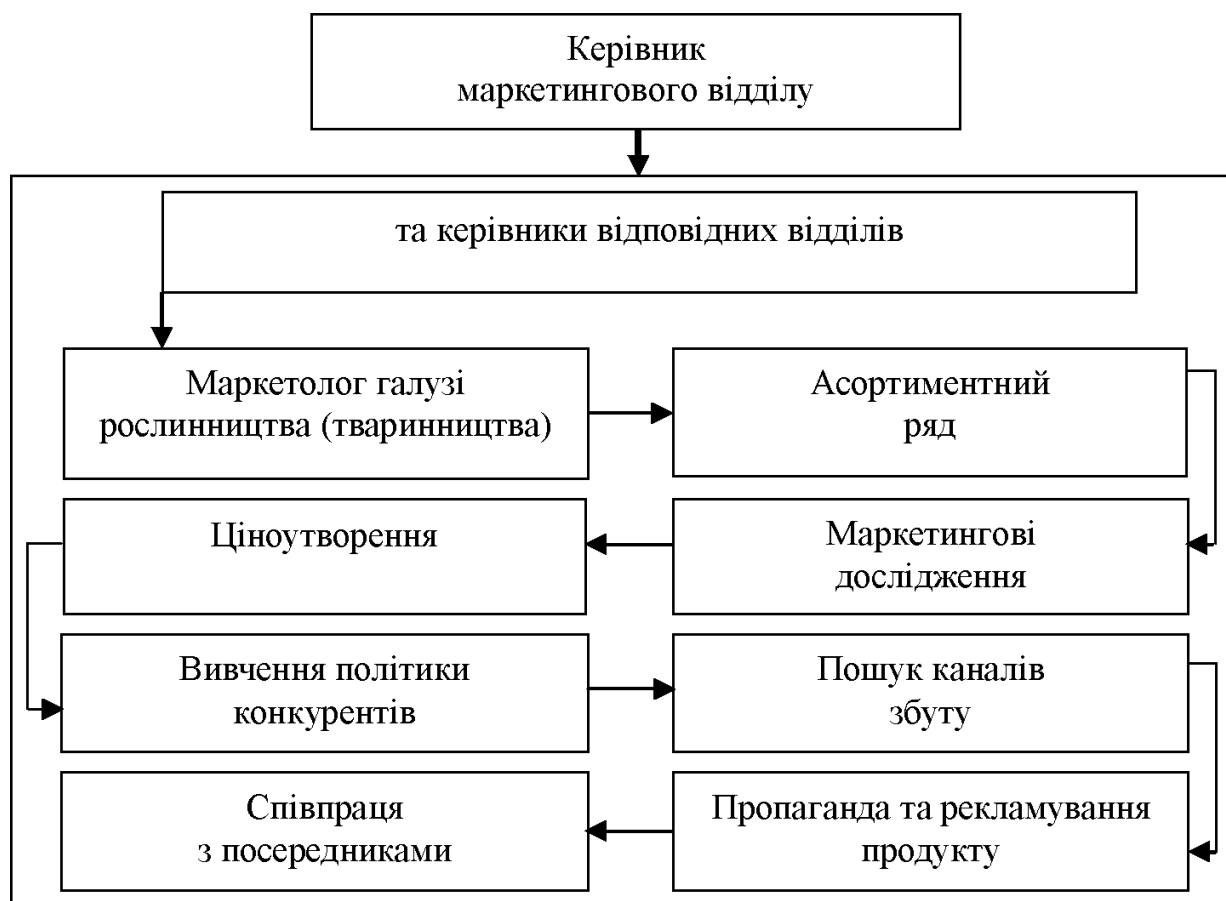 Керівник
маркетингового відділу
та керівники відповідних відділів
Маркетолог галузі
рослинництва (тваринництва)
Асортиментний
ряд
Ціноутворення
Маркетингові
дослідження
Вивчення політики
конкурентів
Пошук каналів
збуту
Співпраця
з посередниками
Пропаганда та рекламування
продукту